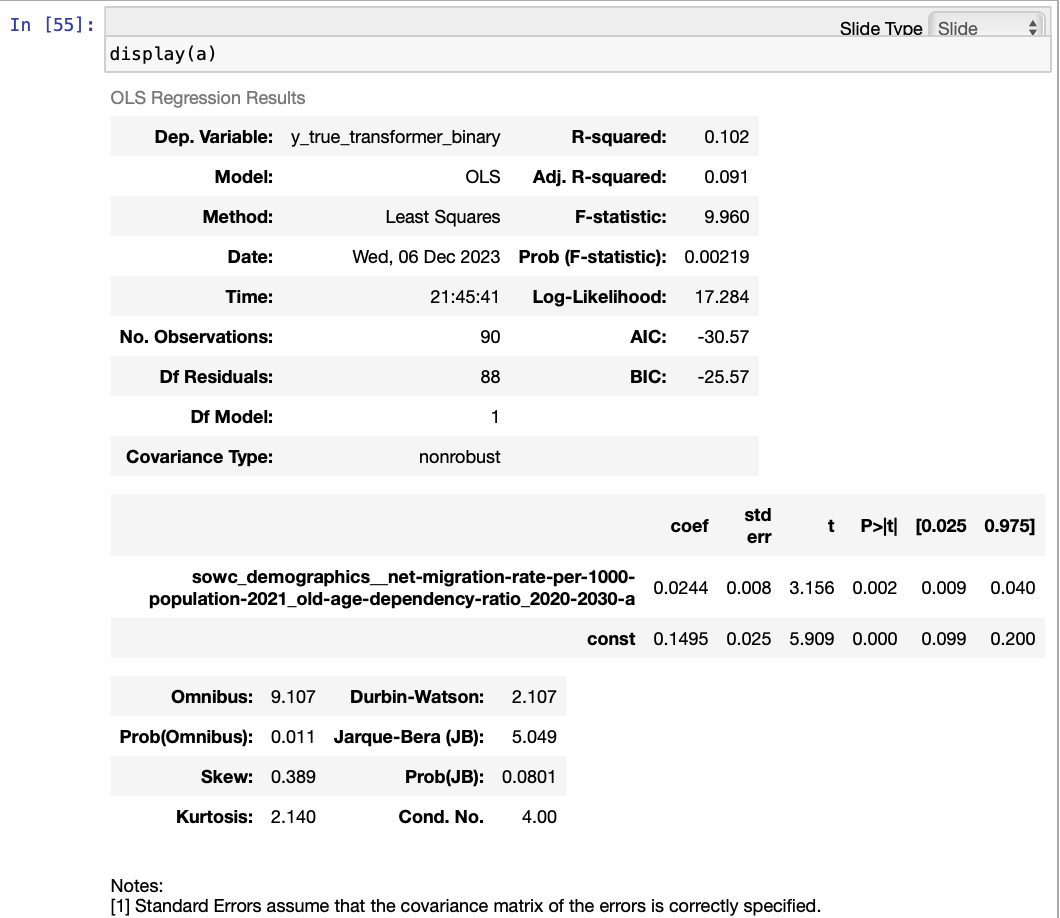 In [55]:
Slide Type Slide
display(a)
OLS Regression Results
Dep. Variable: y_true_transformer_binary R-squared: 0.102
Model: OLS Adj. R-squared: 0.091
Method: Least Squares F-statistic: 9.960
Date: Wed, 06 Dec 2023 Prob (F-statistic): 0.00219
Time: 21:45:41 Log-Likelihood: 17.284
No. Observations: 90 AIC: -30.57
Df Residuals: 88 BIC: -25.57
Df Model: 1
Covariance Type: nonrobust
coef std err t P>|t| [0.025 0.975]
sowc_demographics__net-migration-rate-per-1000-
population-2021_old-age-dependency-ratio_2020-2030-a 0.0244 0.008 3.156 0.002 0.009 0.040
const 0.1495 0.025 5.909 0.000 0.099 0.200
Omnibus: 9.107 Durbin-Watson: 2.107
Prob(Omnibus): 0.011 Jarque-Bera (JB): 5.049
Skew: 0.389 Prob(JB): 0.0801
Kurtosis: 2.140 Cond. No. 4.00
Notes:
[1] Standard Errors assume that the covariance matrix of the errors is correctly specified.